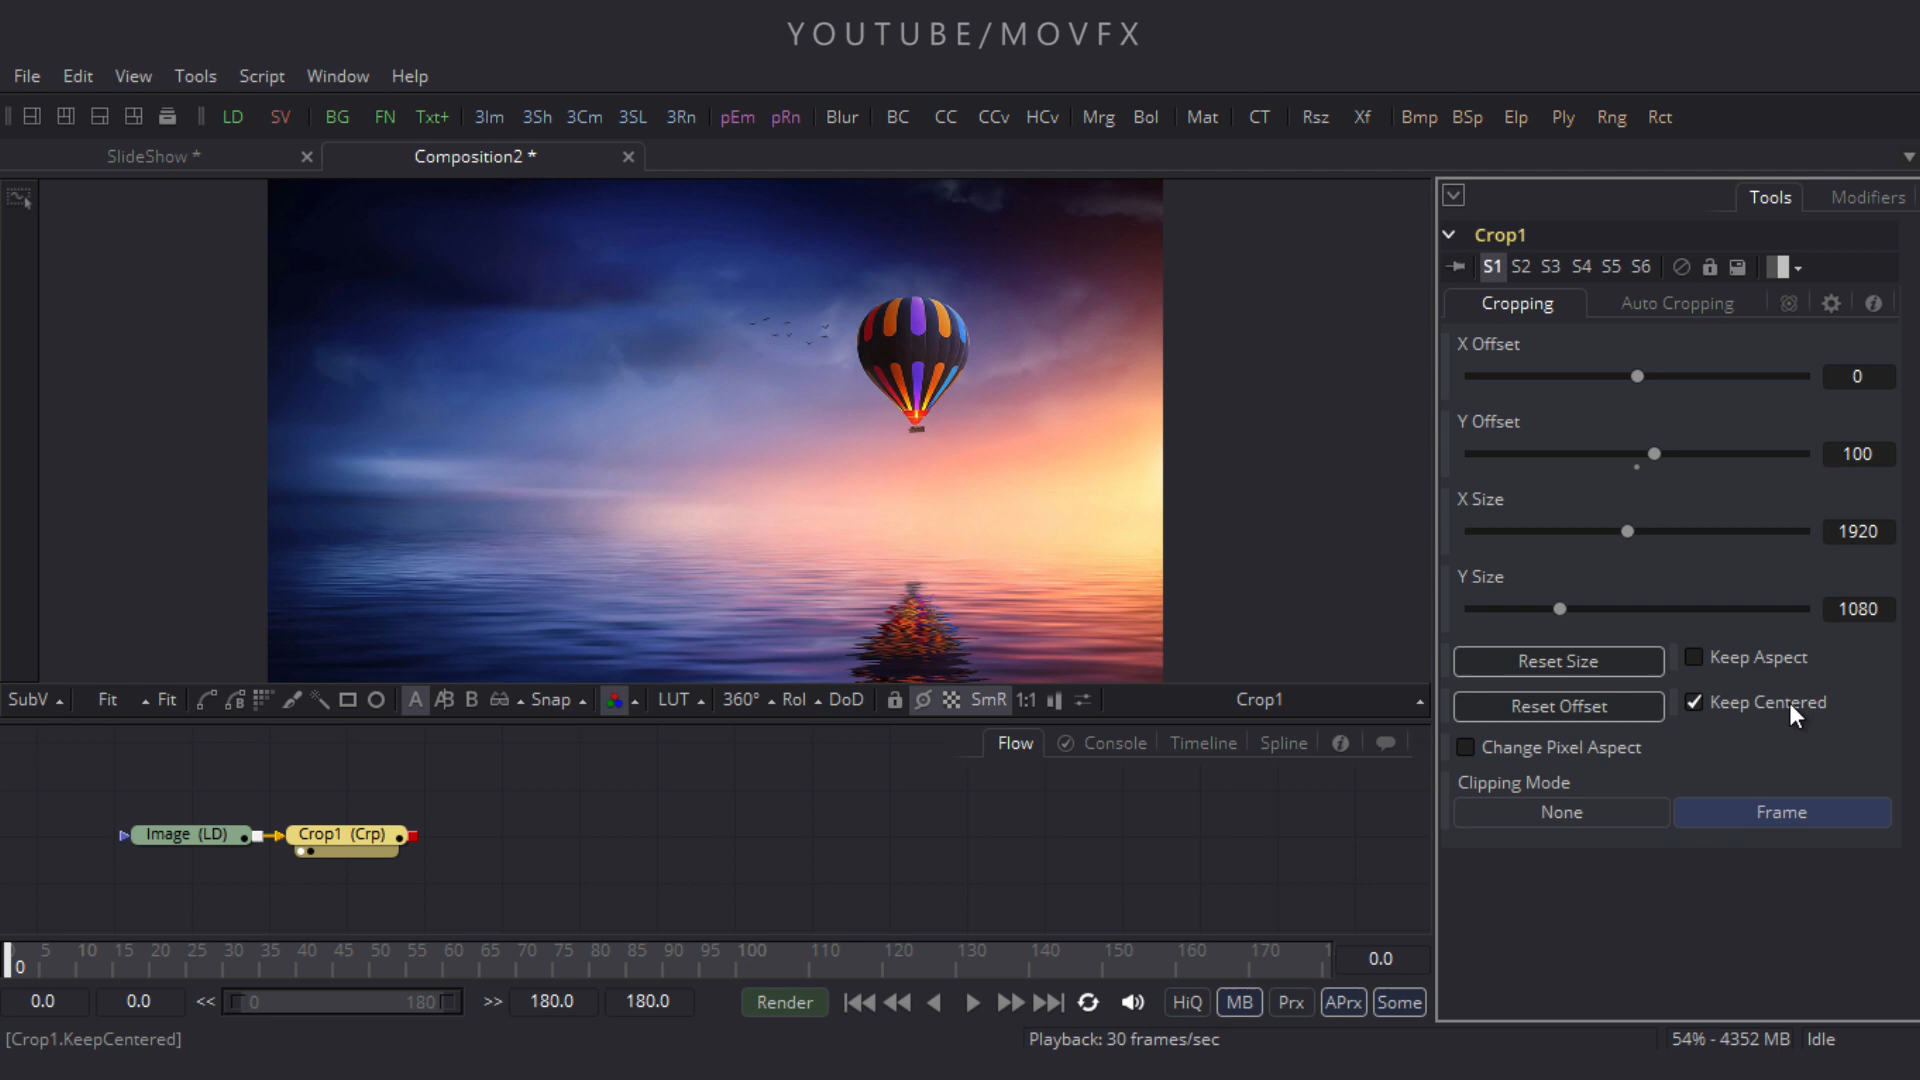 YOUTUBE/MOVFX
File Edit View Tools Script Window Help
LD SV BG FN Txt+ 3Im 3Sh 3Cm 3SL 3Rn pEm pRn Blur BC CC CCv HCv Mrg Bol Mat CT Rsz Xf Bmp BSp Elp Ply Rng Rct
SlideShow * Composition2 *
Tools Modifiers
Crop1
S1 S2 S3 S4 S5 S6
Cropping Auto Cropping
X Offset
0
Y Offset
100
X Size
1920
Y Size
1080
Reset Size Keep Aspect
Reset Offset Keep Centered
Change Pixel Aspect
Clipping Mode
None Frame
SubV Fit Fit A A|B B Snap LUT 360° RoI DoD SmR 1:1 Crop1
Flow Console Timeline Spline
Image (LD) Crop1 (Crp)
0 5 10 15 20 25 30 35 40 45 50 55 60 65 70 75 80 85 90 95 100 110 120 130 140 150 160 170 1
0.0
0.0 0.0 << 0 180 >> 180.0 180.0 Render HiQ MB Prx APrx Some
[Crop1.KeepCentered] Playback: 30 frames/sec 54% - 4352 MB Idle